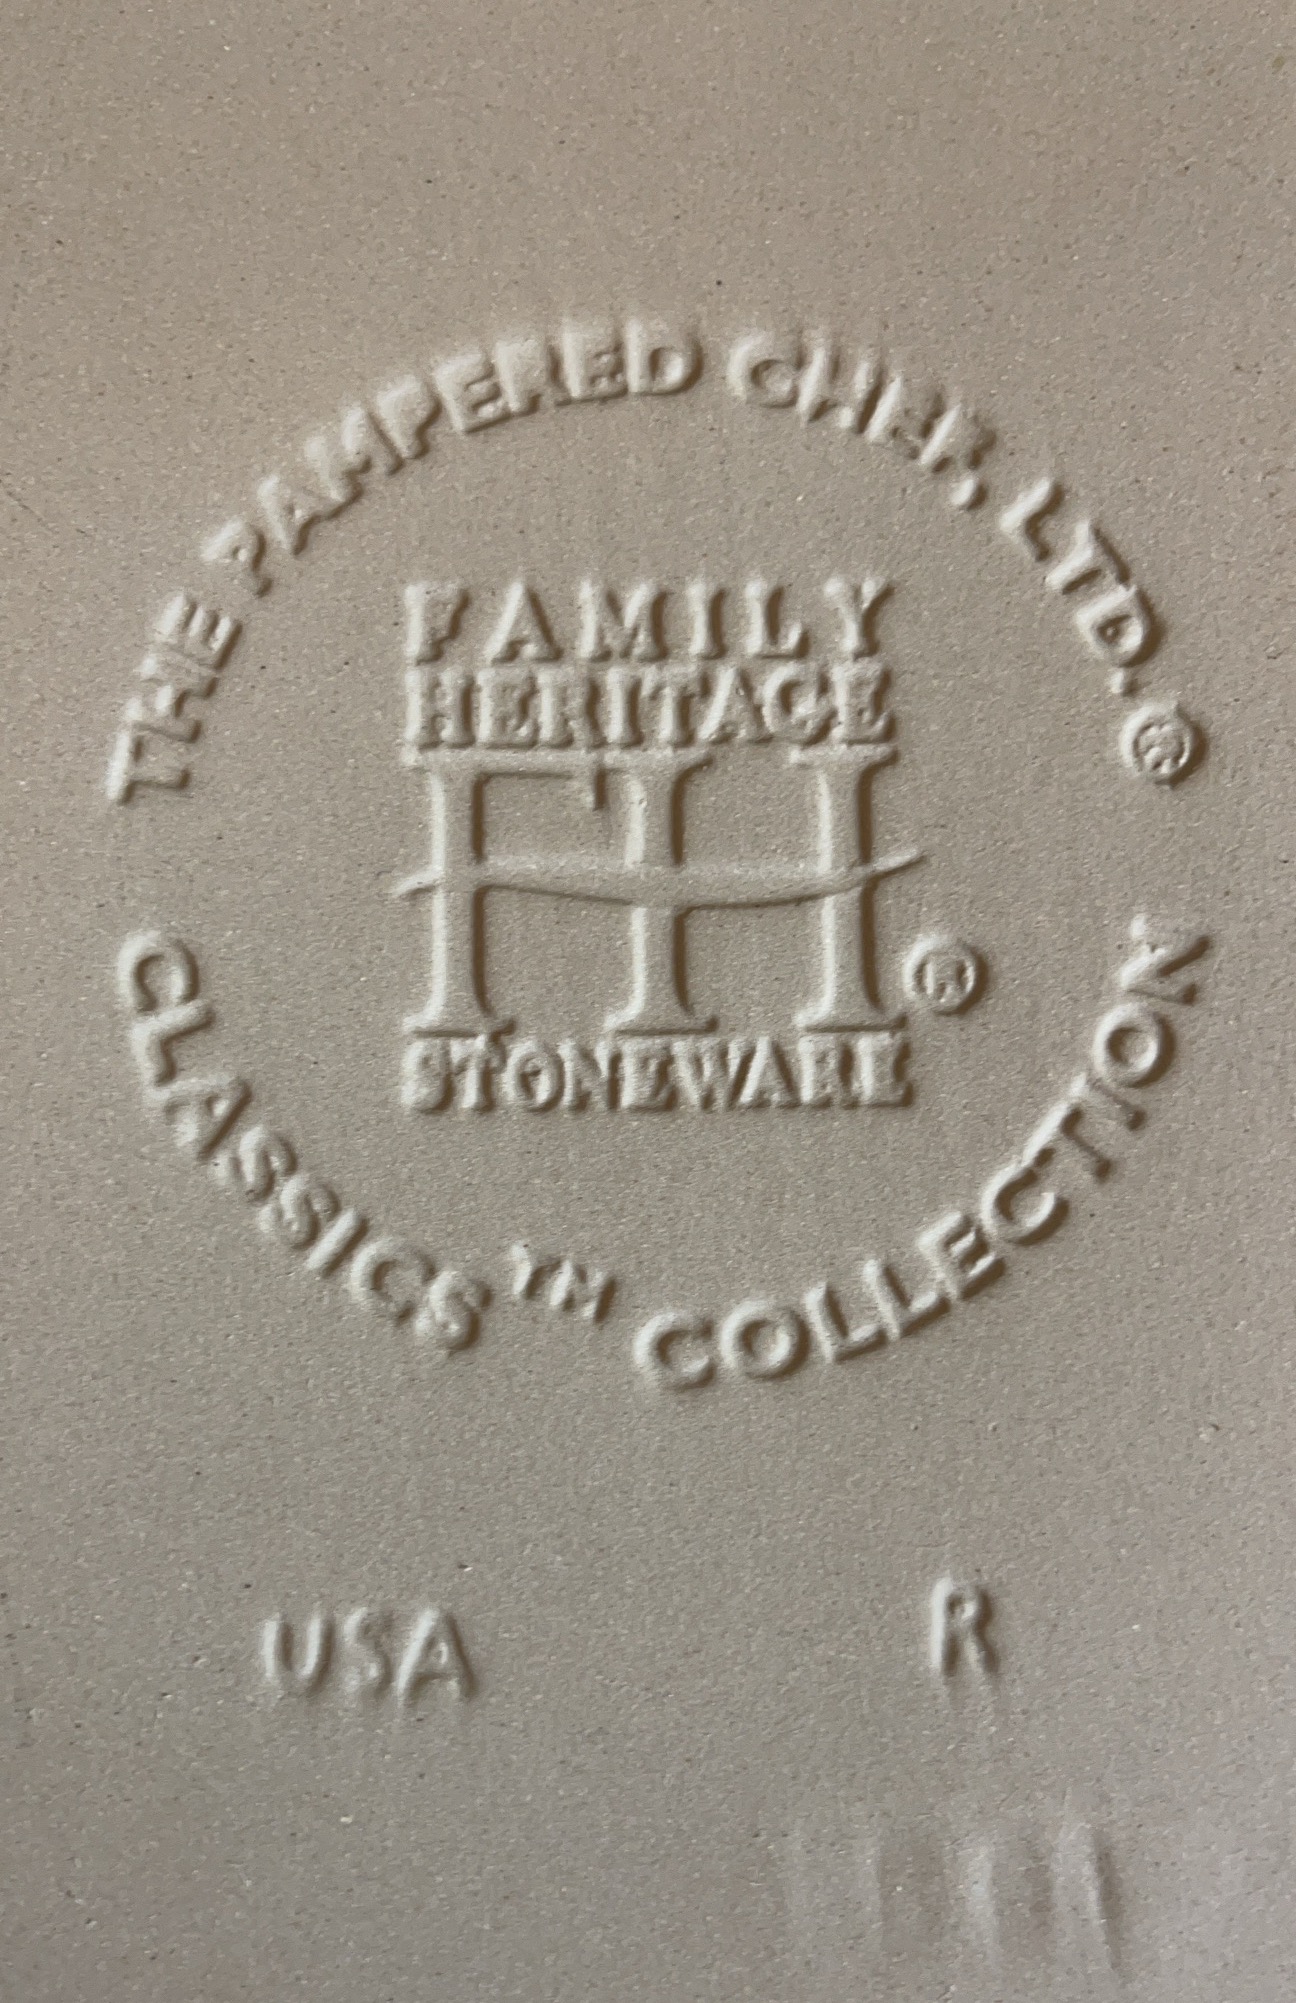 THE PAMPERED CHEF, LTD.®
FAMILY
HERITAGE
FH®
STONEWARE
CLASSICS™ COLLECTION
USA R